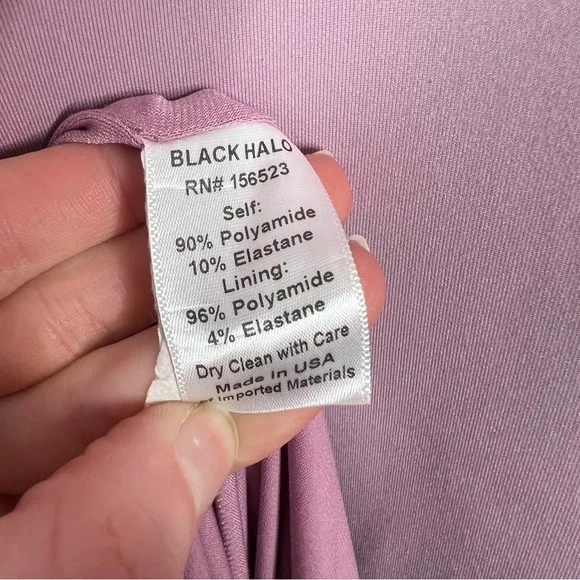 BLACK HALO
RN# 156523
Self:
90% Polyamide
10% Elastane
Lining:
96% Polyamide
4% Elastane
Dry Clean with Care
Made in USA
Imported Materials